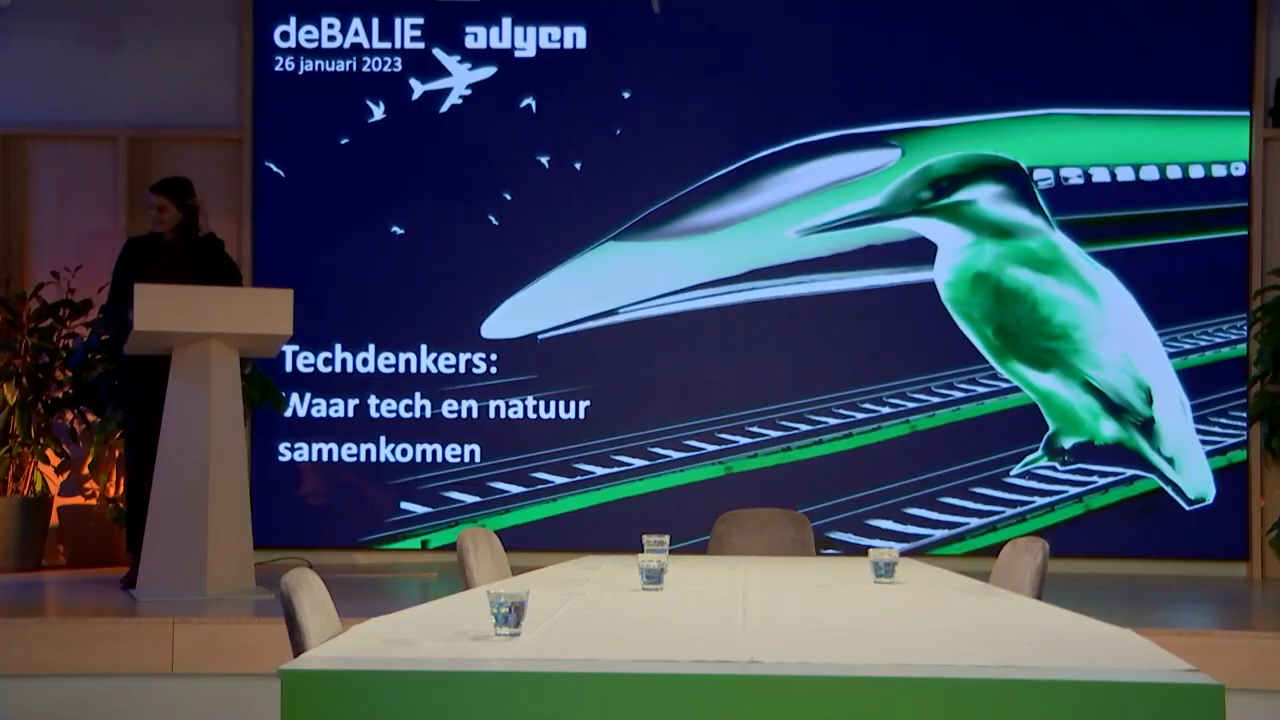 deBALIE adyen
26 januari 2023
Techdenkers:
Waar tech en natuur
samenkomen